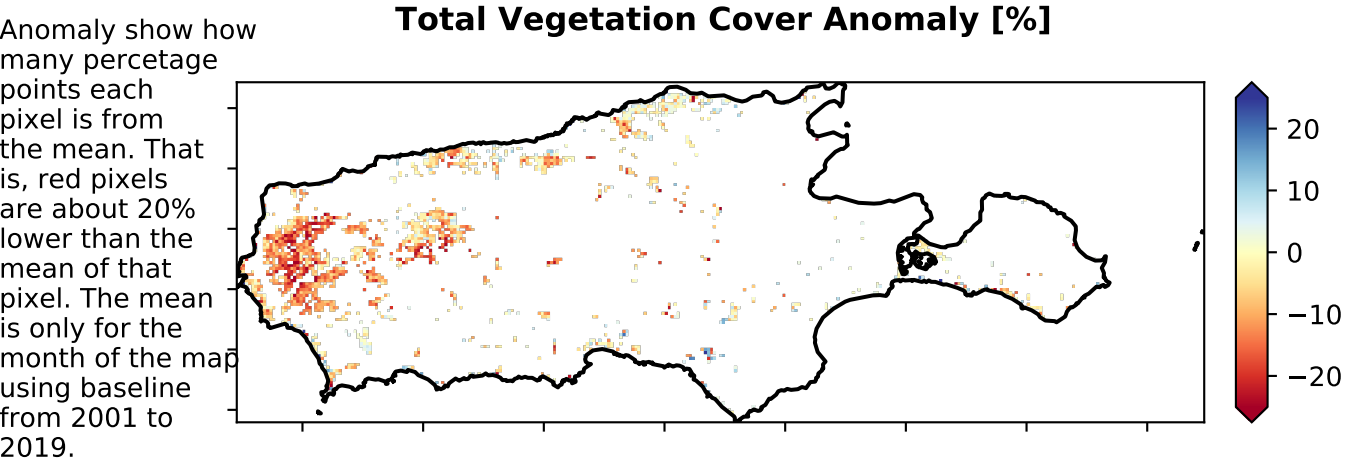 Total Vegetation Cover Anomaly [%]
Anomaly show how
many percetage
points each
pixel is from
the mean. That
is, red pixels
are about 20%
lower than the
mean of that
pixel. The mean
is only for the
month of the map
using baseline
from 2001 to
2019.
20
10
0
−10
−20